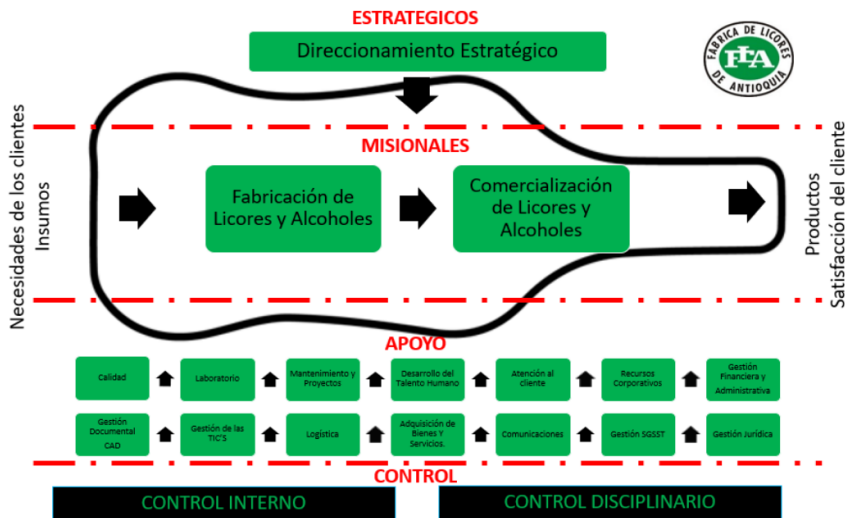 ESTRATEGICOS
Direccionamiento Estratégico
FABRICA DE LICORES
FLA
DE ANTIOQUIA
Necesidades de los clientes
Insumos
MISIONALES
Fabricación de
Licores y Alcoholes
Comercialización
de Licores y
Alcoholes
Productos
Satisfacción del cliente
APOYO
Calidad
Laboratorio
Mantenimiento y
Proyectos
Desarrollo del
Talento Humano
Atención al
cliente
Recursos
Corporativos
Gestión
Financiera y
Administrativa
Gestión
Documental
CAD
Gestión de las
TIC'S
Logística
Adquisición de
Bienes Y
Servicios.
Comunicaciones
Gestión SGSST
Gestión Jurídica
CONTROL
CONTROL INTERNO
CONTROL DISCIPLINARIO